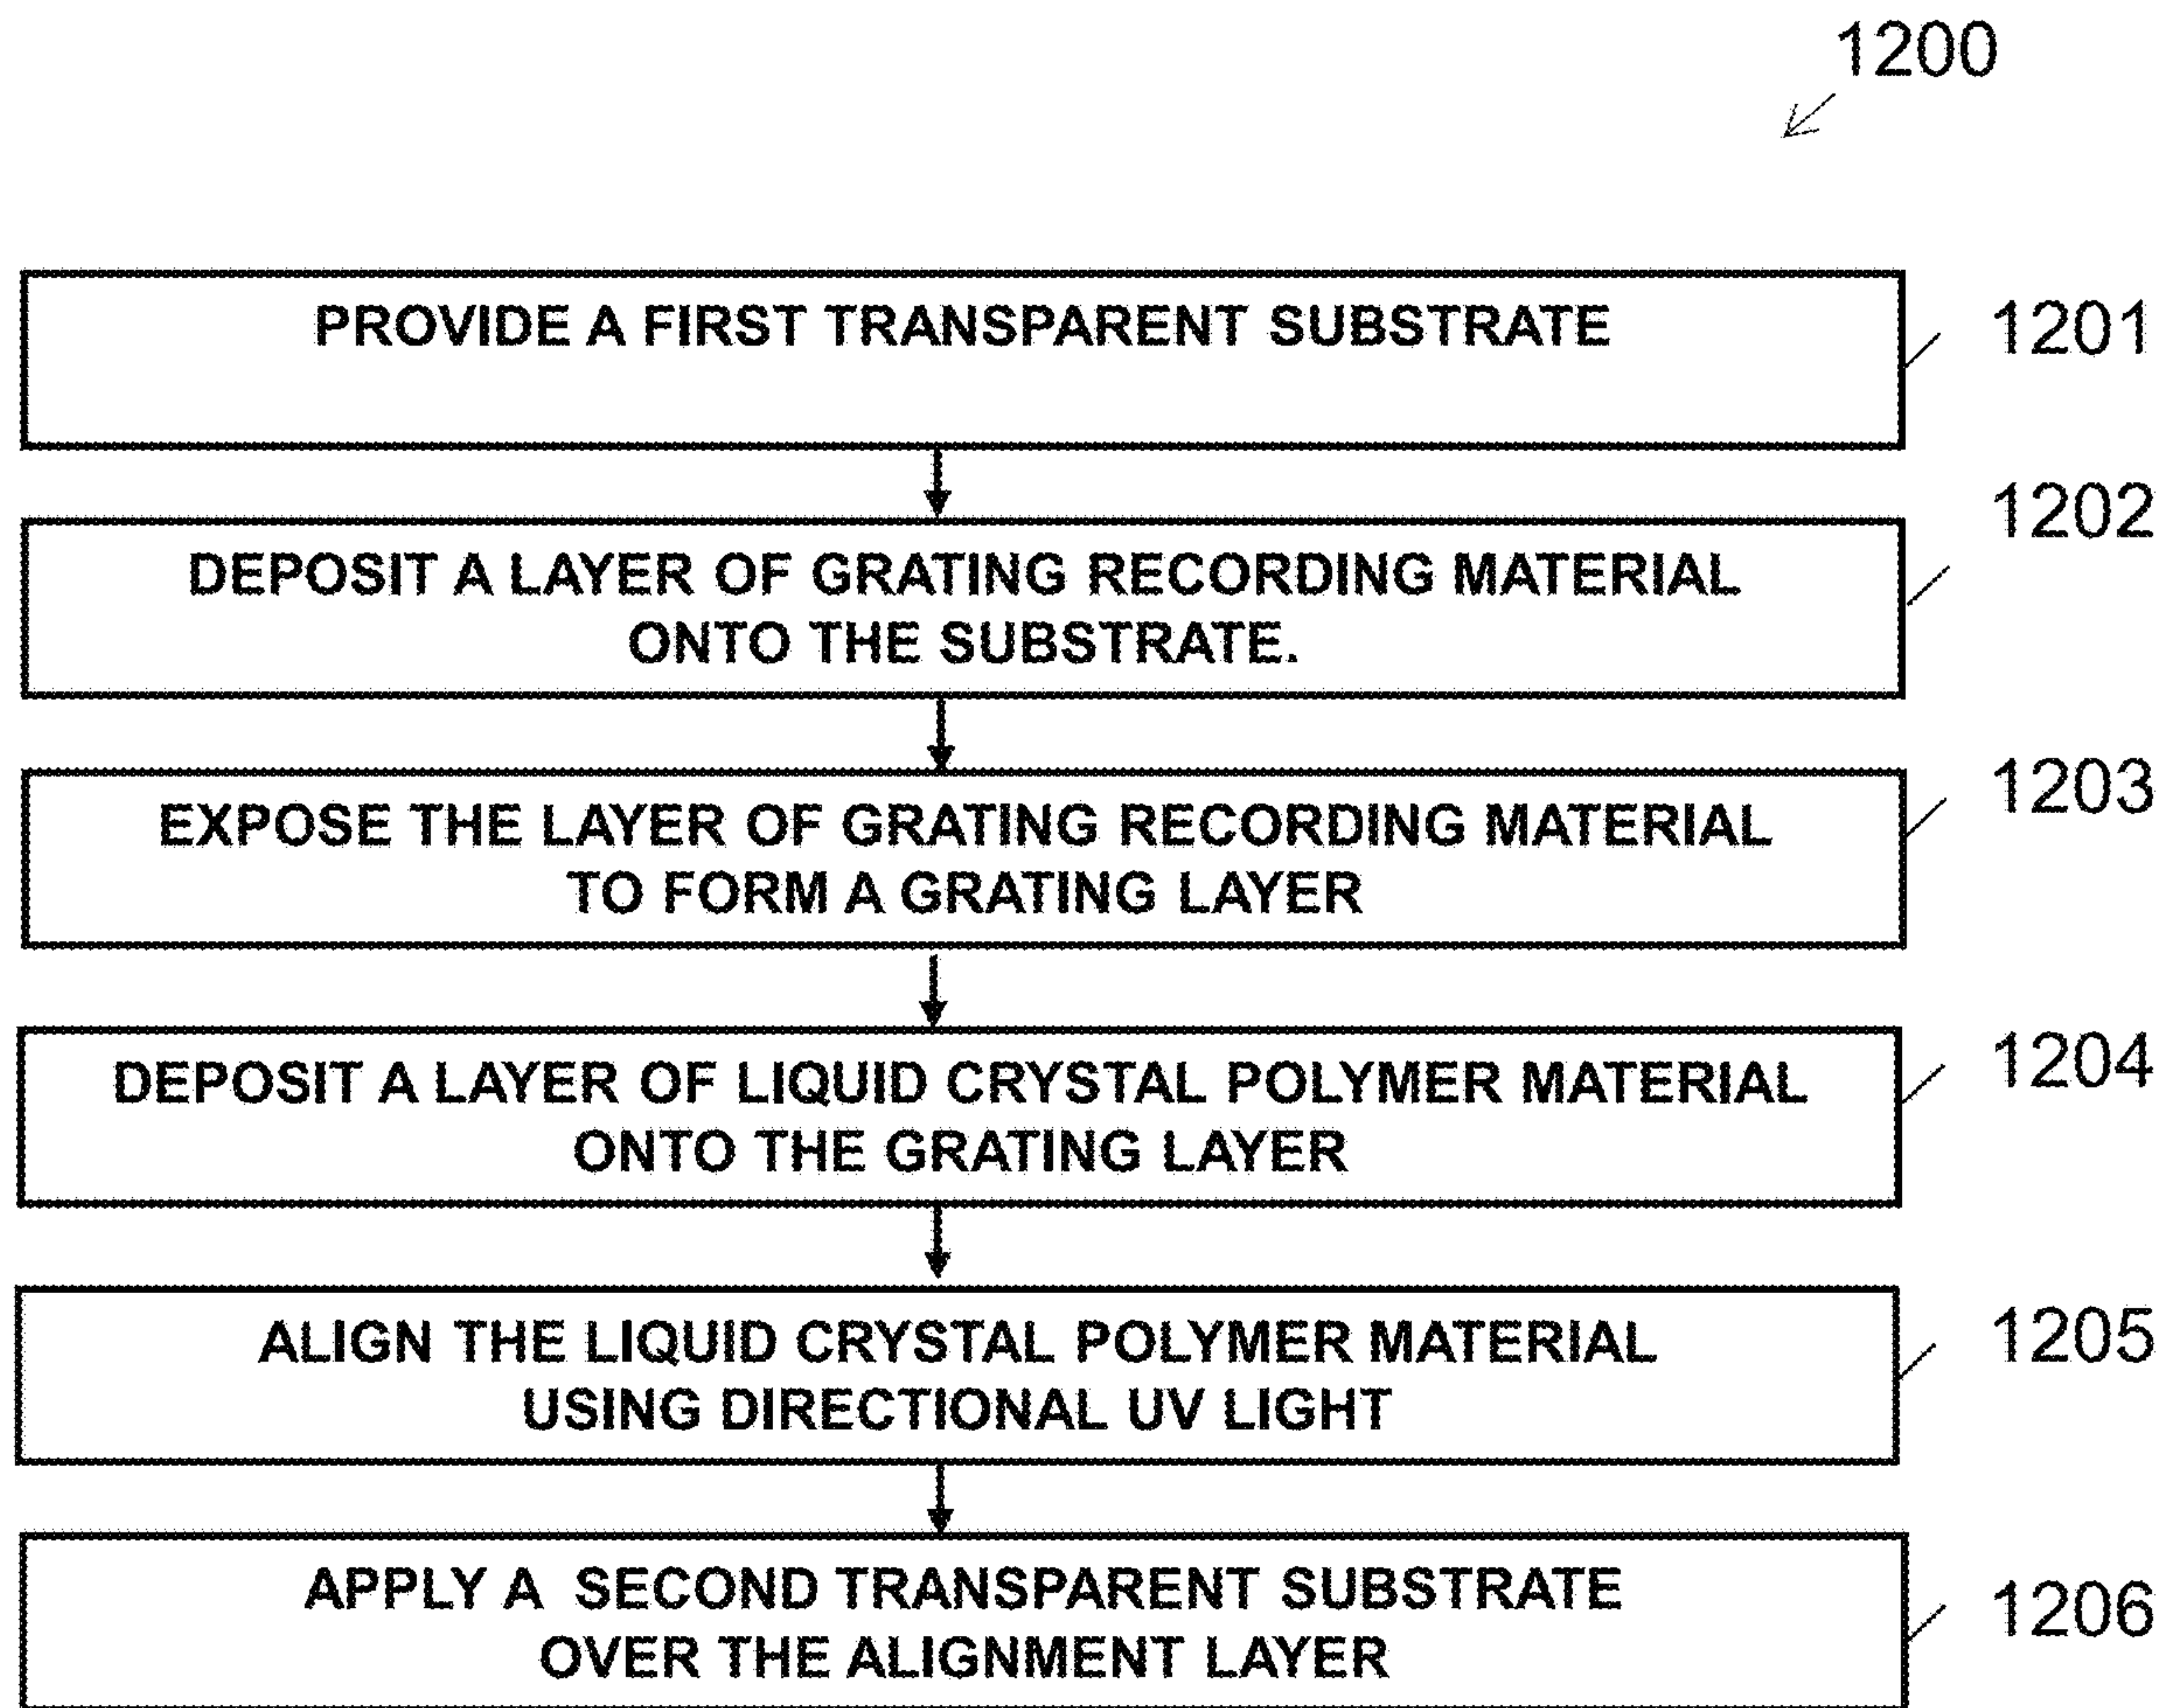 1200
PROVIDE A FIRST TRANSPARENT SUBSTRATE
1201
DEPOSIT A LAYER OF GRATING RECORDING MATERIAL
ONTO THE SUBSTRATE.
1202
EXPOSE THE LAYER OF GRATING RECORDING MATERIAL
TO FORM A GRATING LAYER
1203
DEPOSIT A LAYER OF LIQUID CRYSTAL POLYMER MATERIAL
ONTO THE GRATING LAYER
1204
ALIGN THE LIQUID CRYSTAL POLYMER MATERIAL
USING DIRECTIONAL UV LIGHT
1205
APPLY A SECOND TRANSPARENT SUBSTRATE
OVER THE ALIGNMENT LAYER
1206